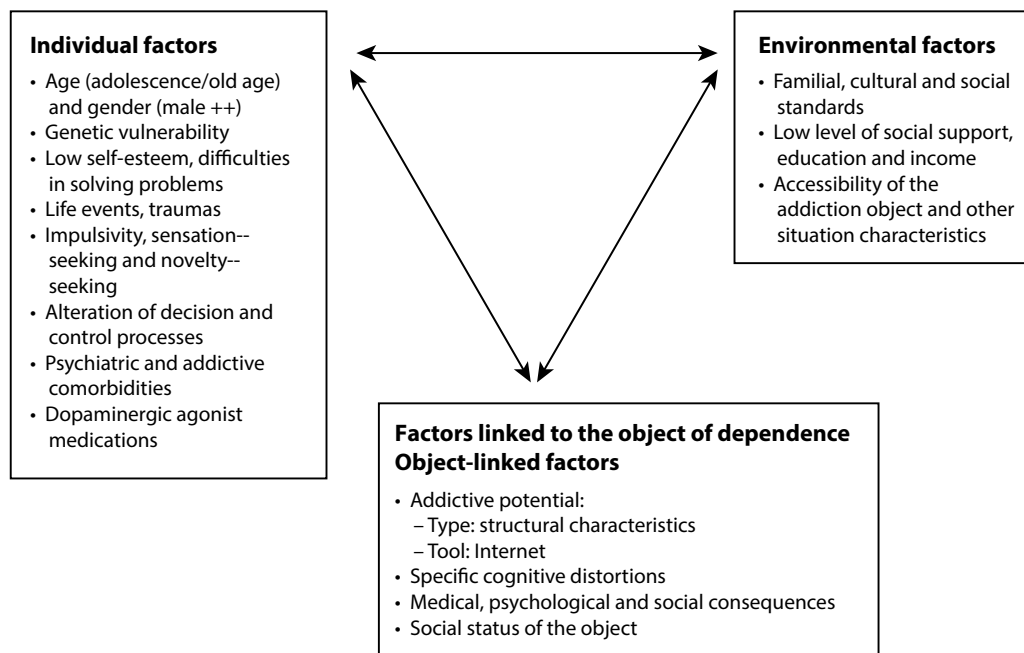 Individual factors
• Age (adolescence/old age)
and gender (male ++)
• Genetic vulnerability
• Low self-esteem, difficulties
in solving problems
• Life events, traumas
• Impulsivity, sensation--
seeking and novelty--
seeking
• Alteration of decision and
control processes
• Psychiatric and addictive
comorbidities
• Dopaminergic agonist
medications
Environmental factors
• Familial, cultural and social
standards
• Low level of social support,
education and income
• Accessibility of the
addiction object and other
situation characteristics
Factors linked to the object of dependence
Object-linked factors
• Addictive potential:
– Type: structural characteristics
– Tool: Internet
• Specific cognitive distortions
• Medical, psychological and social consequences
• Social status of the object